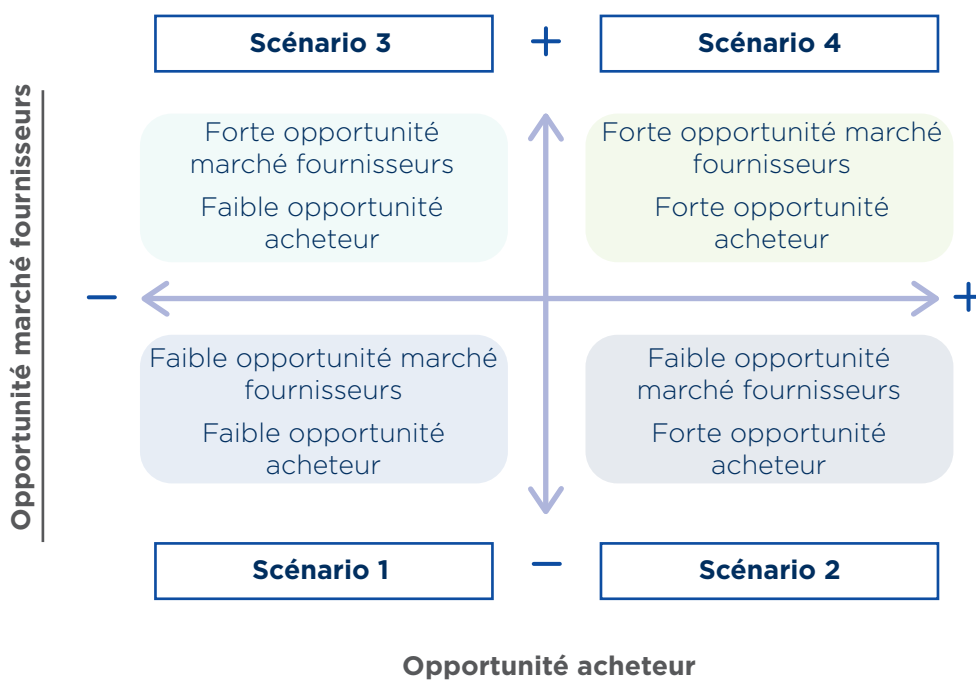 Scénario 3
+
Scénario 4
Opportunité marché fournisseurs
Forte opportunité
marché fournisseurs
Faible opportunité
acheteur
Forte opportunité marché
fournisseurs
Forte opportunité
acheteur
−
+
Faible opportunité marché
fournisseurs
Faible opportunité
acheteur
Faible opportunité
marché fournisseurs
Forte opportunité
acheteur
Scénario 1
−
Scénario 2
Opportunité acheteur